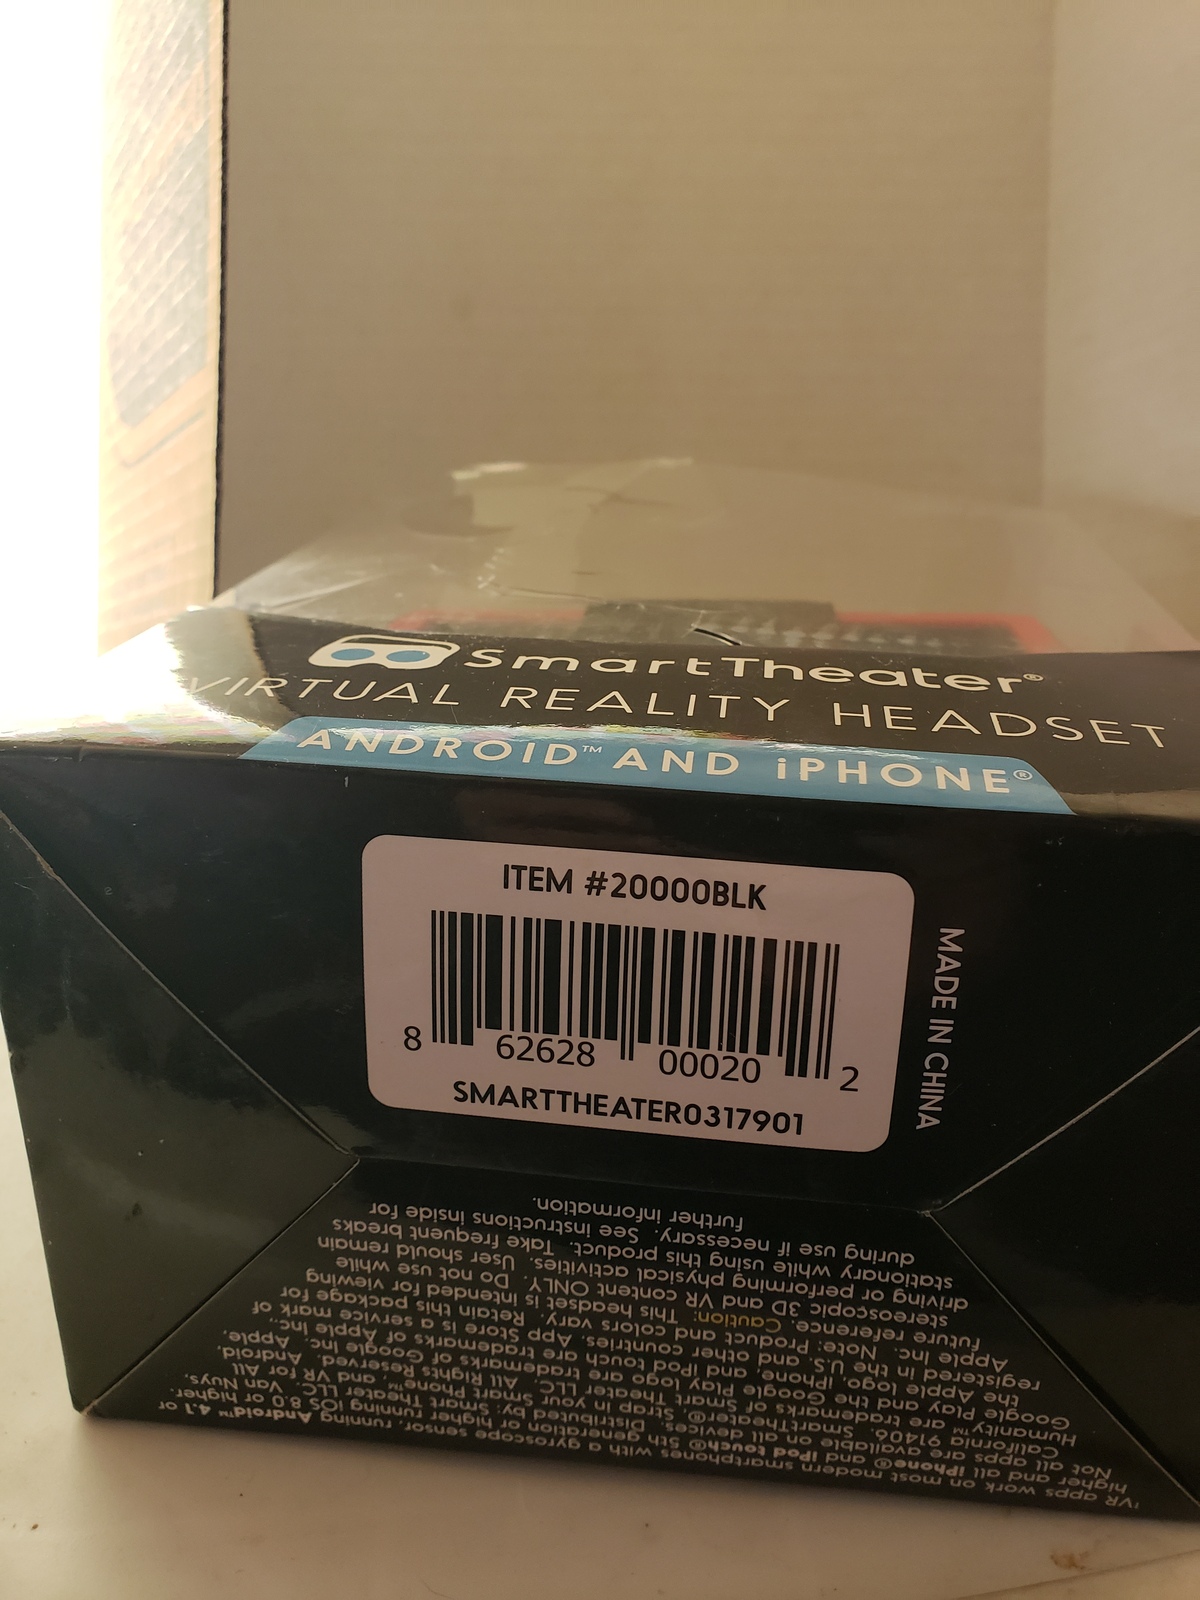 SmartTheater®
VIRTUAL REALITY HEADSET
ANDROID™ AND iPHONE®
ITEM #20000BLK
8 62628 00020 2
SMARTTHEATER0317901
MADE IN CHINA
VR apps work on most modern smartphones with a gyroscope sensor, running Android™ 4.1 or
higher and all iPhone® and iPod touch® 5th generation or higher running iOS 8.0 or higher.
Not all apps are available on all devices. Distributed by: Smart Theater LLC. Van Nuys,
California 91406. SmartTheater®, Strap in your Smart Phone™, and VR for All
Humanity™ are trademarks of Smart Theater LLC. All Rights Reserved. Android,
Google Play and the Google Play logo are trademarks of Google Inc. Apple,
the Apple logo, iPhone, and iPod touch are trademarks of Apple Inc.,
registered in the U.S. and other countries. App Store is a service mark of
Apple Inc. Note: Product and colors vary. Retain this package for
future reference. Caution: This headset is intended for viewing
stereoscopic 3D and VR content ONLY. Do not use while
driving or performing physical activities. User should remain
stationary while using this product. Take frequent breaks
during use if necessary. See instructions inside for
further information.